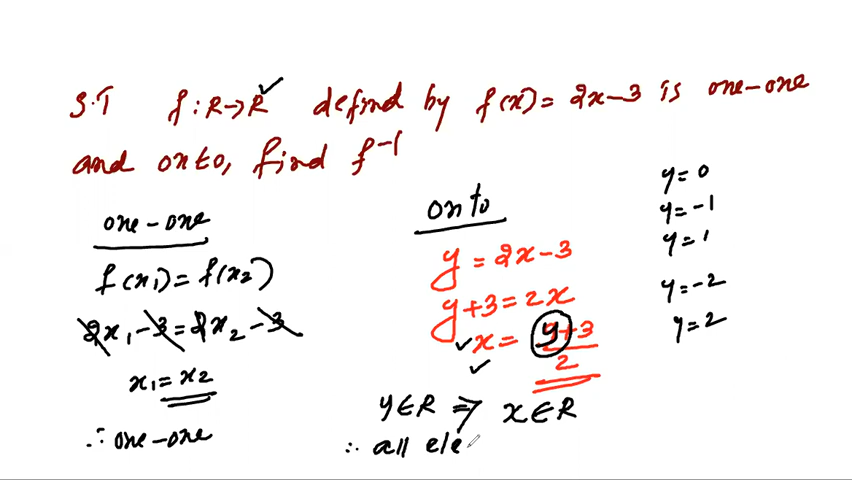 S.T f : R→R defined by f(x) = 2x-3 is one-one
and onto, find f-1
one-one
f(x1) = f(x2)
2x1 - 3 = 2x2 - 3
x1 = x2
∴ one-one
onto
y = 2x-3
y+3 = 2x
x = y+3/2
y∈R ⇒ x∈R
∴ all ele
y = 0
y = -1
y = 1
y = -2
y = 2